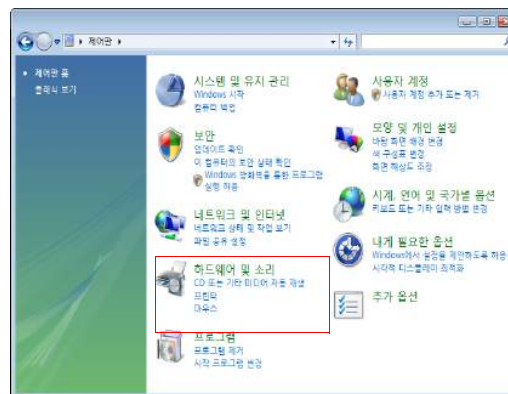 제어판
제어판 홈
클래식 보기
시스템 및 유지 관리
Windows 시작
컴퓨터 백업
보안
업데이트 확인
이 컴퓨터의 보안 상태 확인
Windows 방화벽을 통한 프로그램
실행 허용
네트워크 및 인터넷
네트워크 상태 및 작업 보기
파일 공유 설정
하드웨어 및 소리
CD 또는 기타 미디어 자동 재생
프린터
마우스
프로그램
프로그램 제거
시작 프로그램 변경
사용자 계정
사용자 계정 추가 또는 제거
모양 및 개인 설정
바탕 화면 배경 변경
색 구성표 변경
화면 해상도 조정
시계, 언어 및 국가별 옵션
키보드 또는 기타 입력 방법 변경
내게 필요한 옵션
Windows에서 설정을 제안하도록 허용
시각적 디스플레이 최적화
추가 옵션